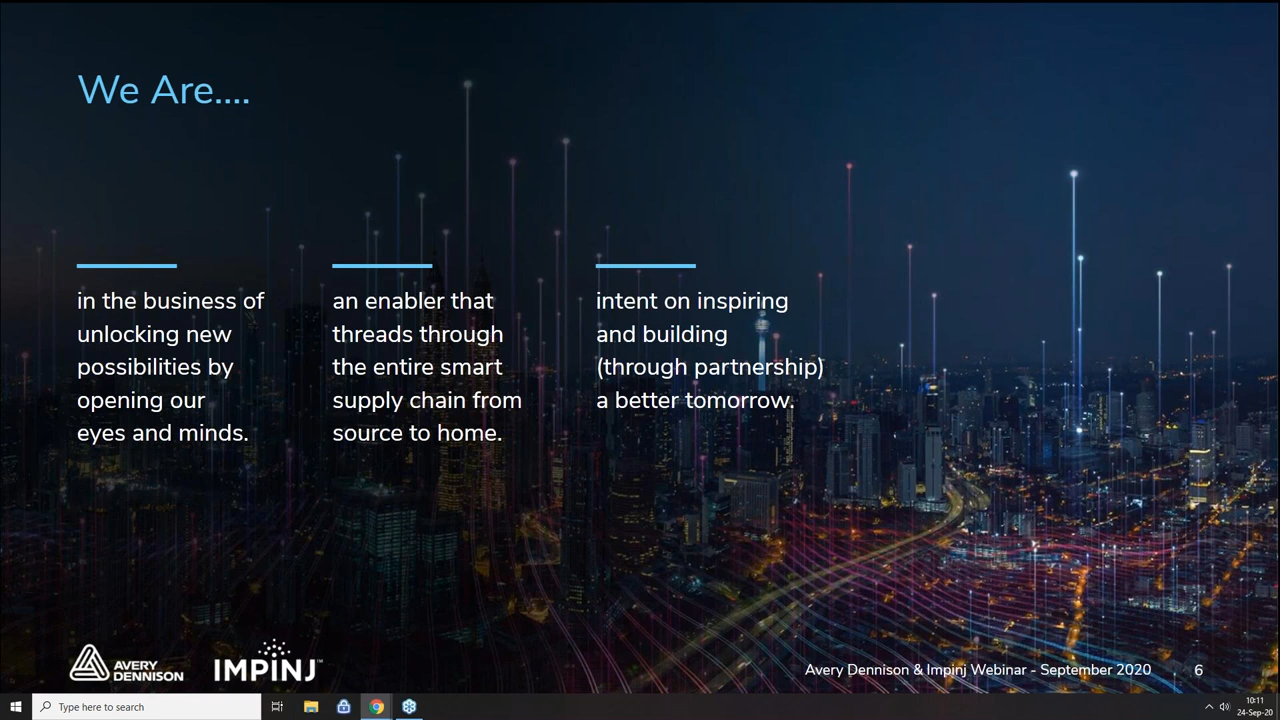 We Are....
in the business of
unlocking new
possibilities by
opening our
eyes and minds.
an enabler that
threads through
the entire smart
supply chain from
source to home.
intent on inspiring
and building
(through partnership)
a better tomorrow.
AVERY
DENNISON
IMPINJ™
Avery Dennison & Impinj Webinar - September 2020
6
Type here to search
10:11
24-Sep-20